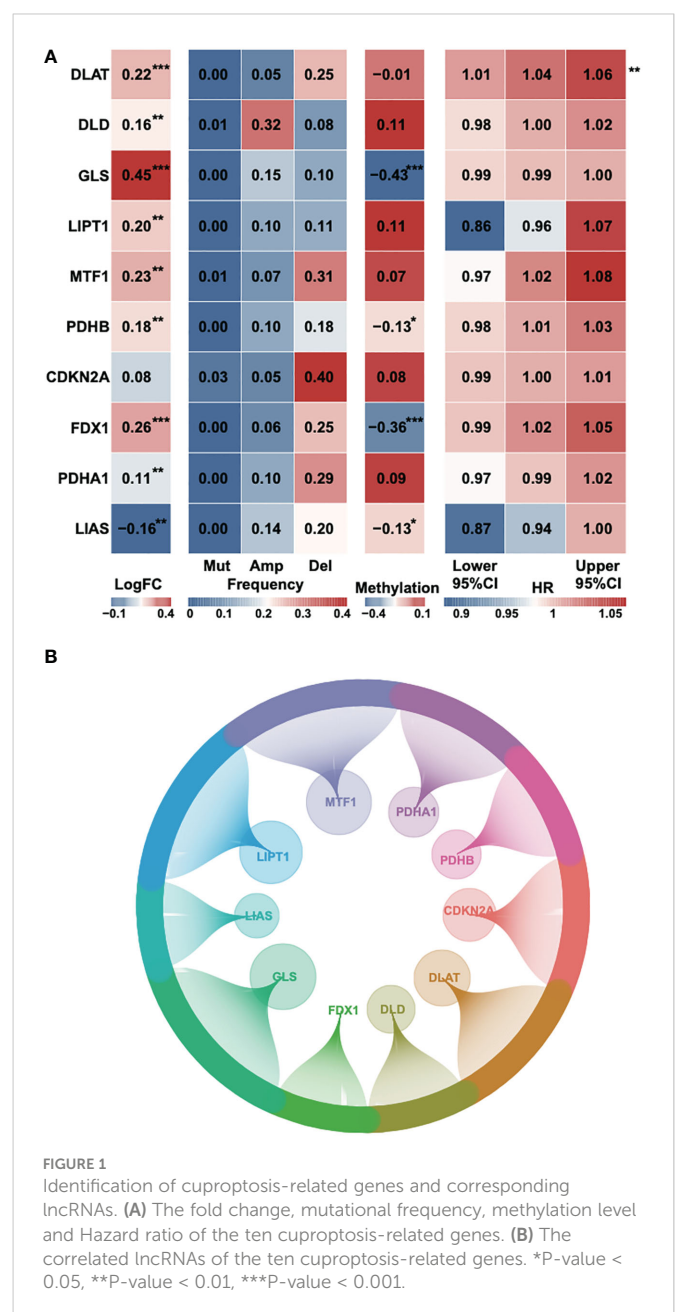 A
DLAT 0.22*** 0.00 0.05 0.25 −0.01 1.01 1.04 1.06 **
DLD 0.16** 0.01 0.32 0.08 0.11 0.98 1.00 1.02
GLS 0.45*** 0.00 0.15 0.10 −0.43*** 0.99 0.99 1.00
LIPT1 0.20** 0.00 0.10 0.11 0.11 0.86 0.96 1.07
MTF1 0.23** 0.01 0.07 0.31 0.07 0.97 1.02 1.08
PDHB 0.18** 0.00 0.10 0.18 −0.13* 0.98 1.01 1.03
CDKN2A 0.08 0.03 0.05 0.40 0.08 0.99 1.00 1.01
FDX1 0.26*** 0.00 0.06 0.25 −0.36*** 0.99 1.02 1.05
PDHA1 0.11** 0.00 0.10 0.29 0.09 0.97 0.99 1.02
LIAS −0.16** 0.00 0.14 0.20 −0.13* 0.87 0.94 1.00
Mut Amp Del Lower Upper
LogFC Frequency Methylation 95%CI HR 95%CI
−0.1 0.4 0 0.1 0.2 0.3 0.4 −0.4 0.1 0.9 0.95 1 1.05
B
MTF1
PDHA1
LIPT1
PDHB
LIAS
CDKN2A
GLS
DLAT
FDX1
DLD
FIGURE 1
Identification of cuproptosis-related genes and corresponding
lncRNAs. (A) The fold change, mutational frequency, methylation level
and Hazard ratio of the ten cuproptosis-related genes. (B) The
correlated lncRNAs of the ten cuproptosis-related genes. *P-value <
0.05, **P-value < 0.01, ***P-value < 0.001.